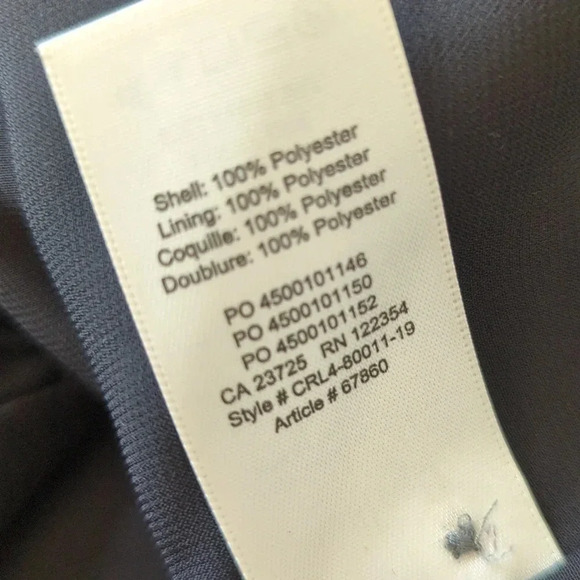 Shell: 100% Polyester
Lining: 100% Polyester
Coquille: 100% Polyester
Doublure: 100% Polyester
PO 4500101146
PO 4500101150
PO 4500101152
CA 23725 RN 122354
Style # CRL4-80011-19
Article # 67860